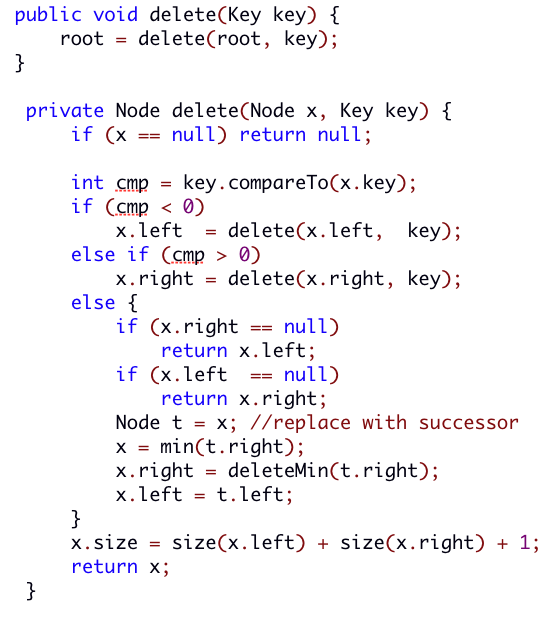 public void delete(Key key) {
    root = delete(root, key);
}
 private Node delete(Node x, Key key) {
     if (x == null) return null;
     int cmp = key.compareTo(x.key);
     if (cmp < 0)
         x.left  = delete(x.left,  key);
     else if (cmp > 0)
         x.right = delete(x.right, key);
     else {
         if (x.right == null)
             return x.left;
         if (x.left  == null)
             return x.right;
         Node t = x; //replace with successor
         x = min(t.right);
         x.right = deleteMin(t.right);
         x.left = t.left;
     }
     x.size = size(x.left) + size(x.right) + 1;
     return x;
 }